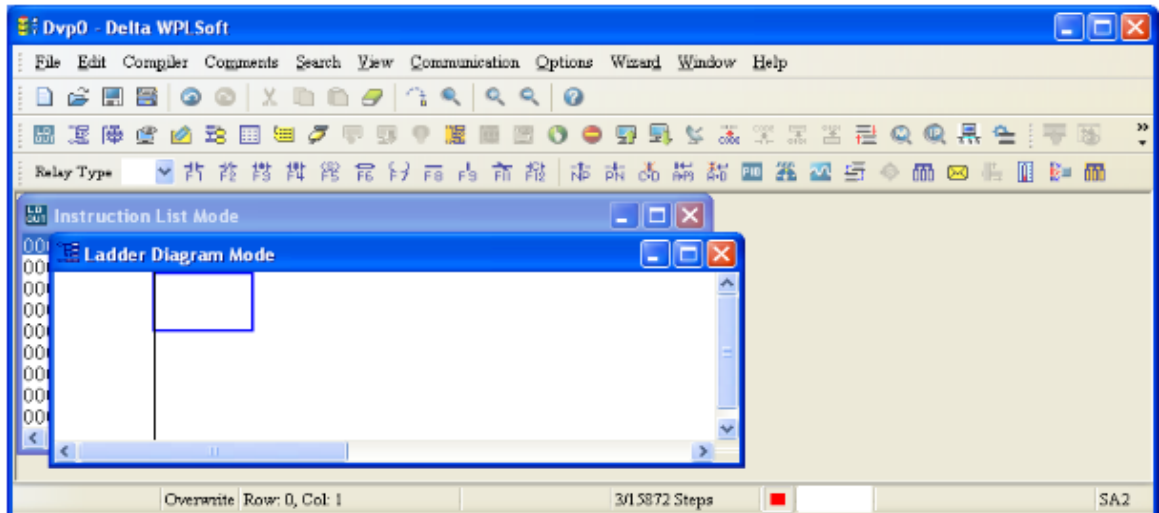 Dvp0 - Delta WPLSoft
File Edit Compiler Comments Search View Communication Options Wizard Window Help
Relay Type
Instruction List Mode
Ladder Diagram Mode
Overwrite Row: 0, Col: 1 3/15872 Steps SA2